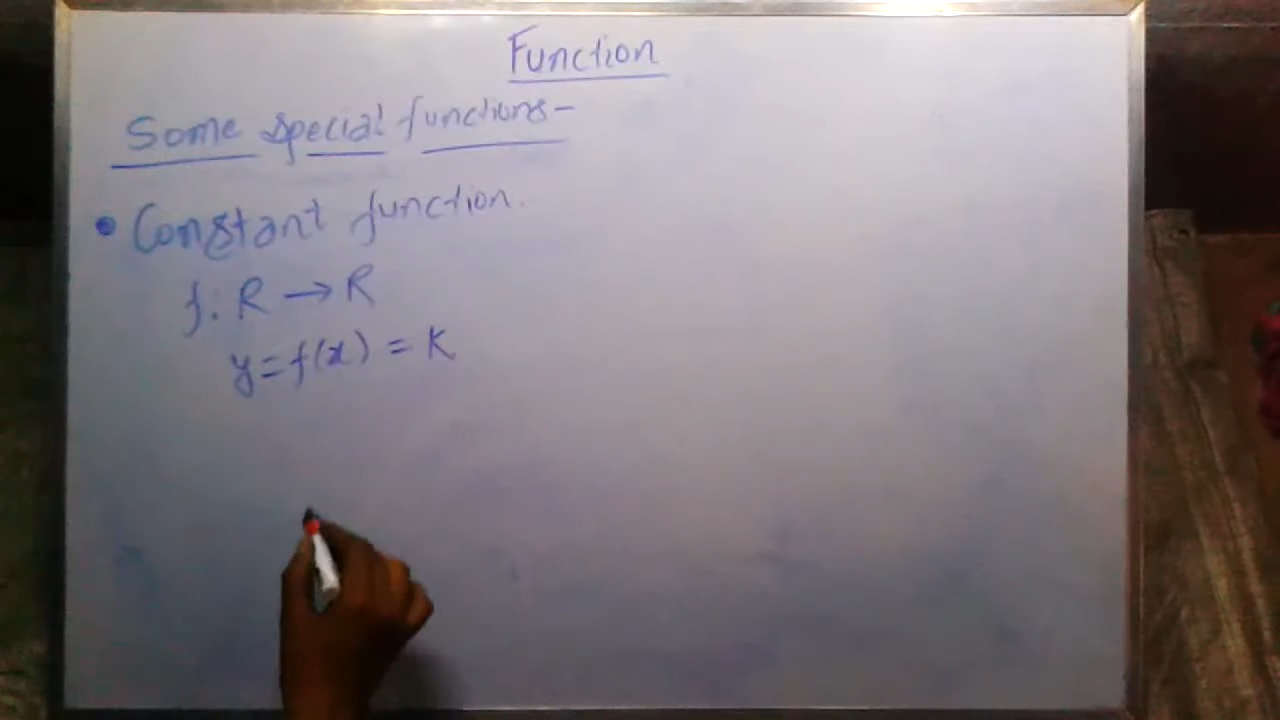 Function
Some special functions-
• Constant function.
f: R → R
y = f(x) = K